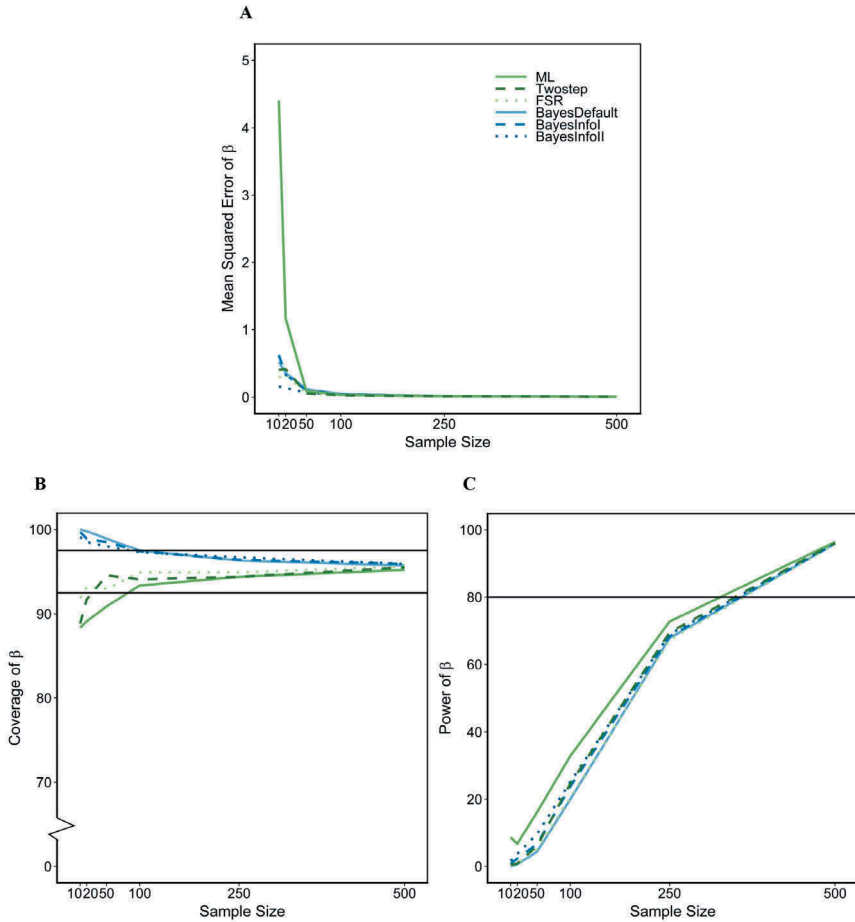 A
Mean Squared Error of β
5
4
3
2
1
0
ML
Twostep
FSR
BayesDefault
BayesInfoI
BayesInfoII
10 20 50 100 250 500
Sample Size
B
Coverage of β
100
90
80
70
0
10 20 50 100 250 500
Sample Size
C
Power of β
100
80
60
40
20
0
10 20 50 100 250 500
Sample Size